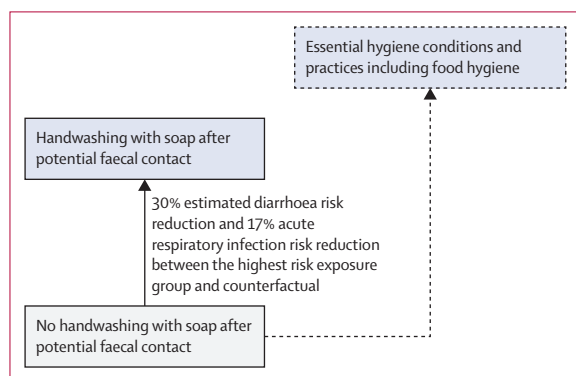 Essential hygiene conditions and
practices including food hygiene
Handwashing with soap after
potential faecal contact
30% estimated diarrhoea risk
reduction and 17% acute
respiratory infection risk reduction
between the highest risk exposure
group and counterfactual
No handwashing with soap after
potential faecal contact